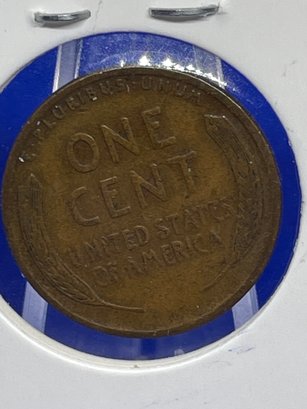 E·PLURIBUS·UNUM
ONE
CENT
UNITED STATES
OF AMERICA